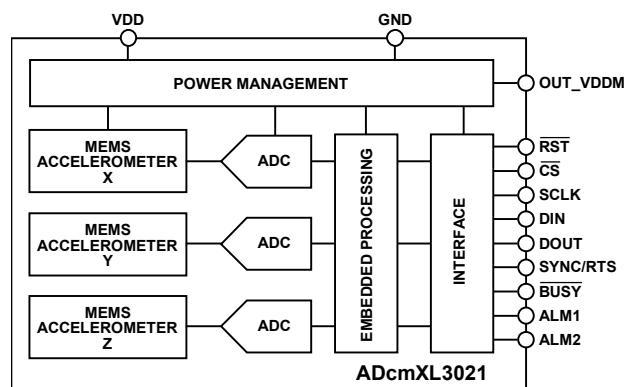 VDD
GND
POWER MANAGEMENT
OUT_VDDM
MEMS
ACCELEROMETER
X
ADC
MEMS
ACCELEROMETER
Y
ADC
MEMS
ACCELEROMETER
Z
ADC
EMBEDDED PROCESSING
INTERFACE
RST
CS
SCLK
DIN
DOUT
SYNC/RTS
BUSY
ALM1
ALM2
ADcmXL3021